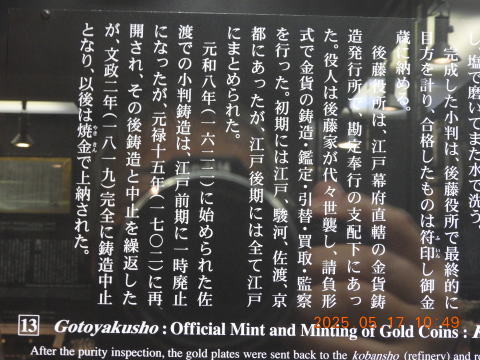 し、塩で磨いてまた水で洗う。
完成した小判は、後藤役所で最終的に
目方を計り、合格したものは符印し御金
蔵に納める。
後藤役所は、江戸幕府直轄の金貨鋳
造発行所で、勘定奉行の支配下にあっ
た。役人は後藤家が代々世襲し、請負形
式で金貨の鋳造・鑑定・引替・買取・監察
を行った。初期には江戸、駿河、佐渡、京
都にあったが、江戸後期には全て江戸
にまとめられた。
元和八年(一六二二)に始められた佐
渡での小判鋳造は、江戸前期に一時廃止
になったが、元禄十五年(一七〇二)に再
開され、その後鋳造と中止を繰返した
が、文政二年(一八一九)完全に鋳造中止
となり、以後は焼金で上納された。
やききん
13 Gotoyakusho : Official Mint and Minting of Gold Coins :
2025.05.17 10:49
After the purity inspection, the gold plates were sent back to the kobansho (refinery) and